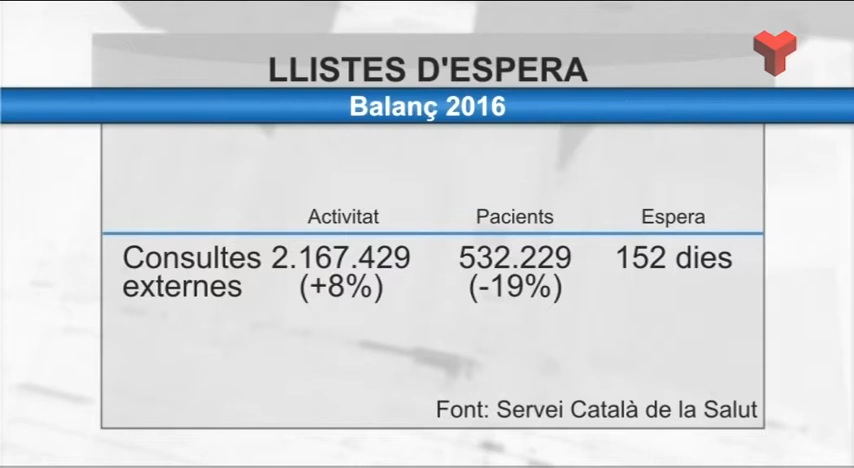 LLISTES D'ESPERA
Balanç 2016
Activitat Pacients Espera
Consultes 2.167.429 532.229 152 dies
externes (+8%) (-19%)
Font: Servei Català de la Salut